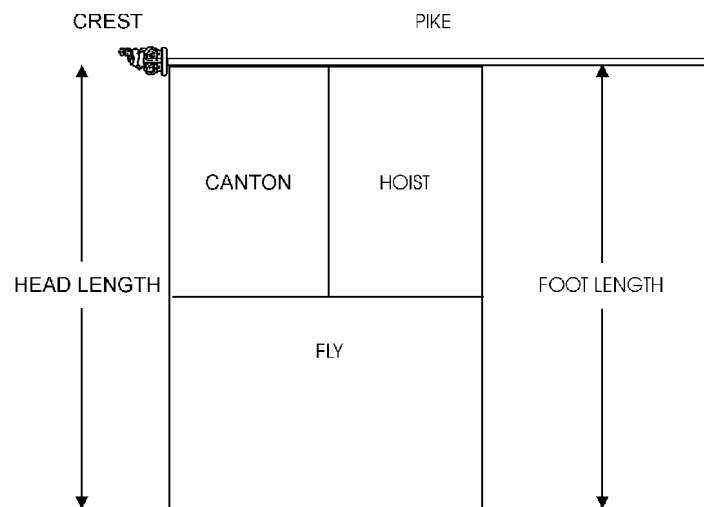 CREST
PIKE
CANTON
HOIST
HEAD LENGTH
FOOT LENGTH
FLY